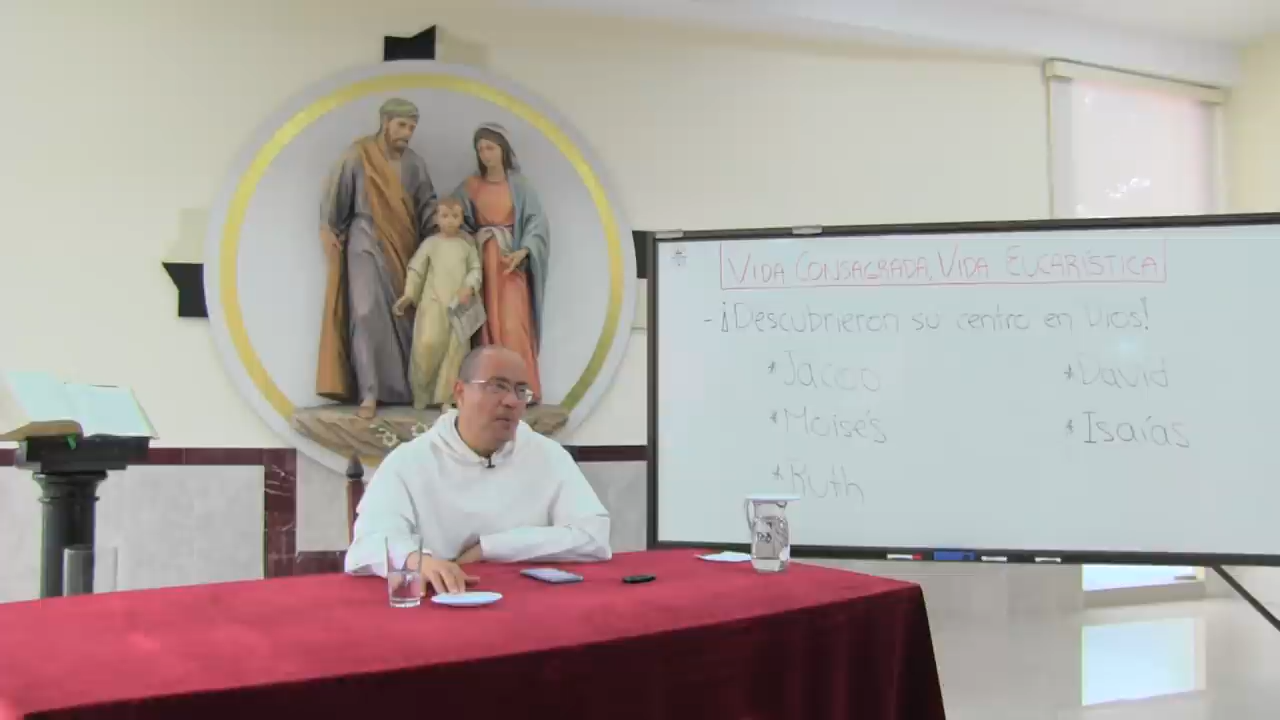 VIDA CONSAGRADA, VIDA EUCARÍSTICA
- ¡Descubrieron su centro en Dios!
* Jacob
* David
* Moisés
* Isaías
* Ruth